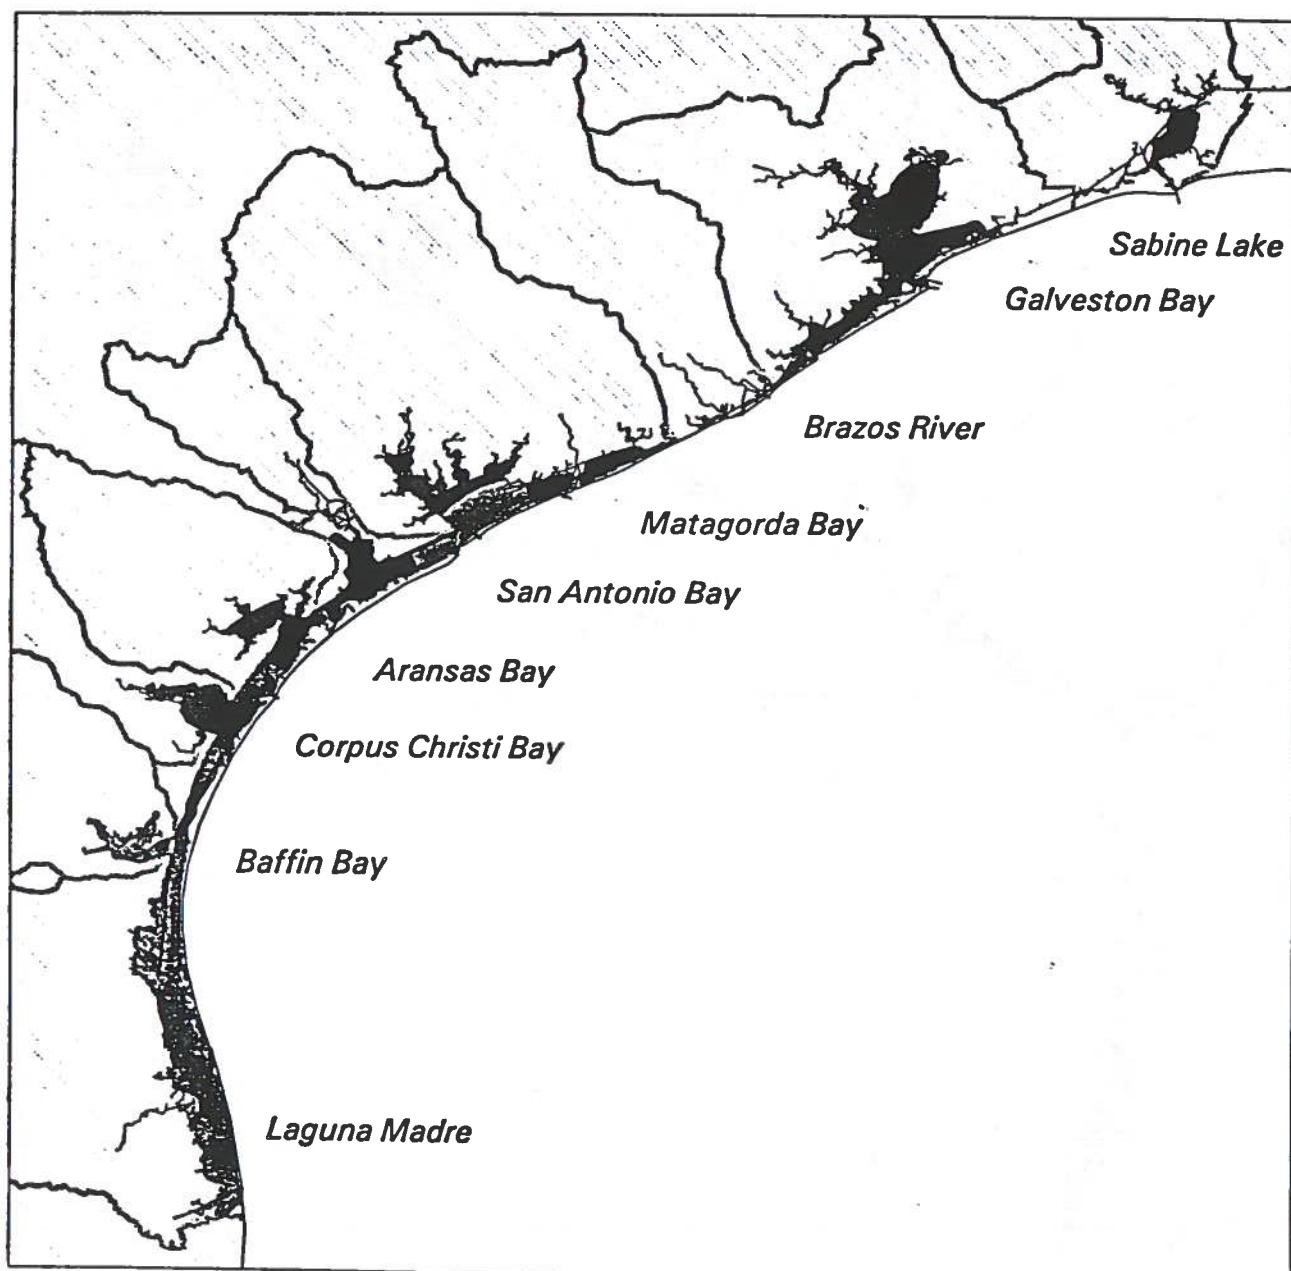 Sabine Lake
Galveston Bay
Brazos River
Matagorda Bay
San Antonio Bay
Aransas Bay
Corpus Christi Bay
Baffin Bay
Laguna Madre